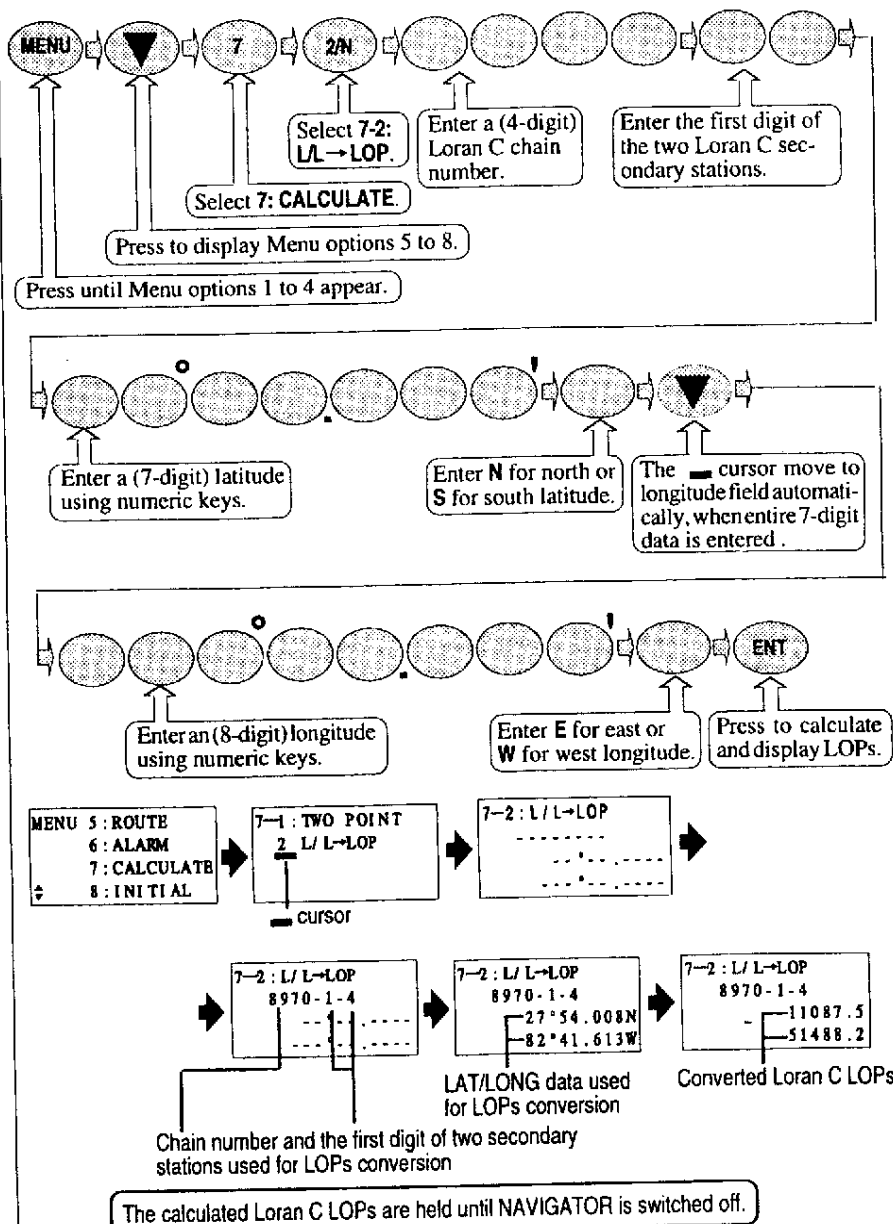 MENU 7 2/N
Select 7-2:
L/L→LOP.
Enter a (4-digit)
Loran C chain
number.
Enter the first digit of
the two Loran C sec-
ondary stations.
Select 7: CALCULATE.
Press to display Menu options 5 to 8.
Press until Menu options 1 to 4 appear.
° . '
Enter a (7-digit) latitude
using numeric keys.
Enter N for north or
S for south latitude.
The cursor move to
longitude field automati-
cally, when entire 7-digit
data is entered .
° . '
ENT
Enter an (8-digit) longitude
using numeric keys.
Enter E for east or
W for west longitude.
Press to calculate
and display LOPs.
MENU 5:ROUTE
6:ALARM
7:CALCULATE
8:INITIAL
7-1:TWO POINT
2 L/L→LOP
cursor
7-2:L/L→LOP
--------
---°--.----
---°--.----
7-2:L/L→LOP
8970-1-4
---°--.----
---°--.----
7-2:L/L→LOP
8970-1-4
27°54.008N
82°41.613W
7-2:L/L→LOP
8970-1-4
11087.5
51488.2
LAT/LONG data used
for LOPs conversion
Converted Loran C LOPs
Chain number and the first digit of two secondary
stations used for LOPs conversion
The calculated Loran C LOPs are held until NAVIGATOR is switched off.